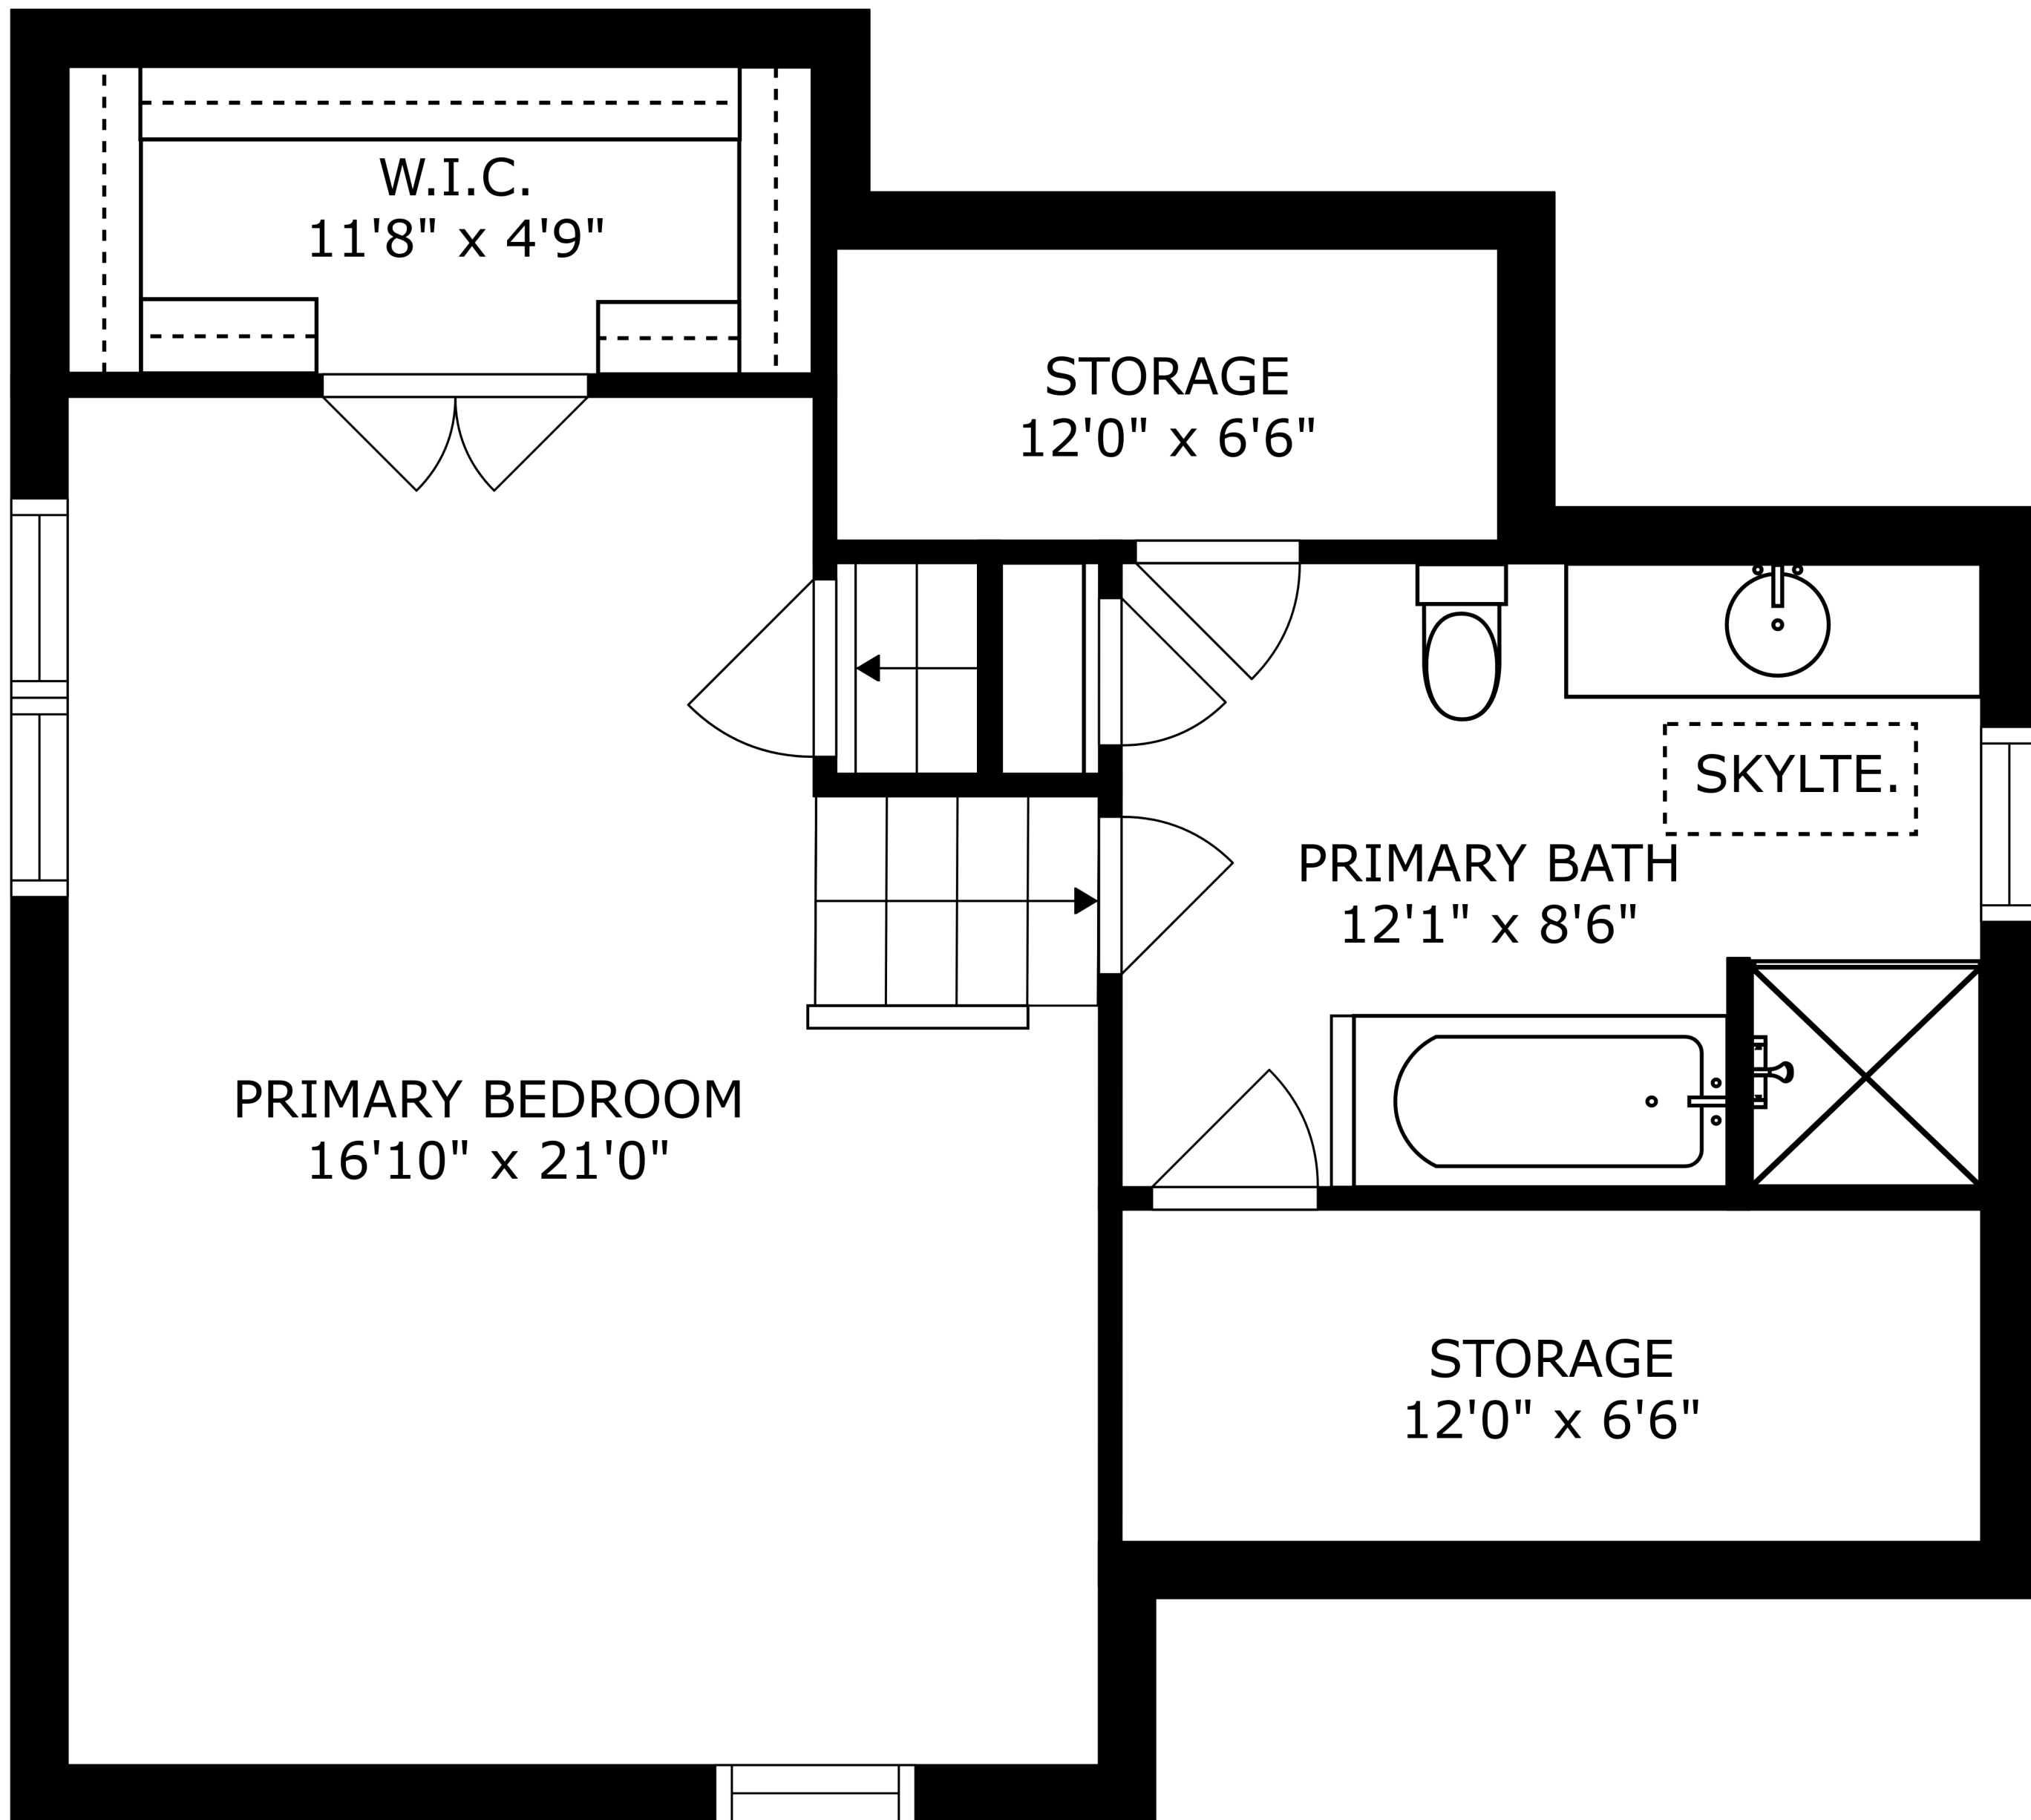 W.I.C.
11'8" x 4'9"
STORAGE
12'0" x 6'6"
SKYLTE.
PRIMARY BATH
12'1" x 8'6"
PRIMARY BEDROOM
16'10" x 21'0"
STORAGE
12'0" x 6'6"